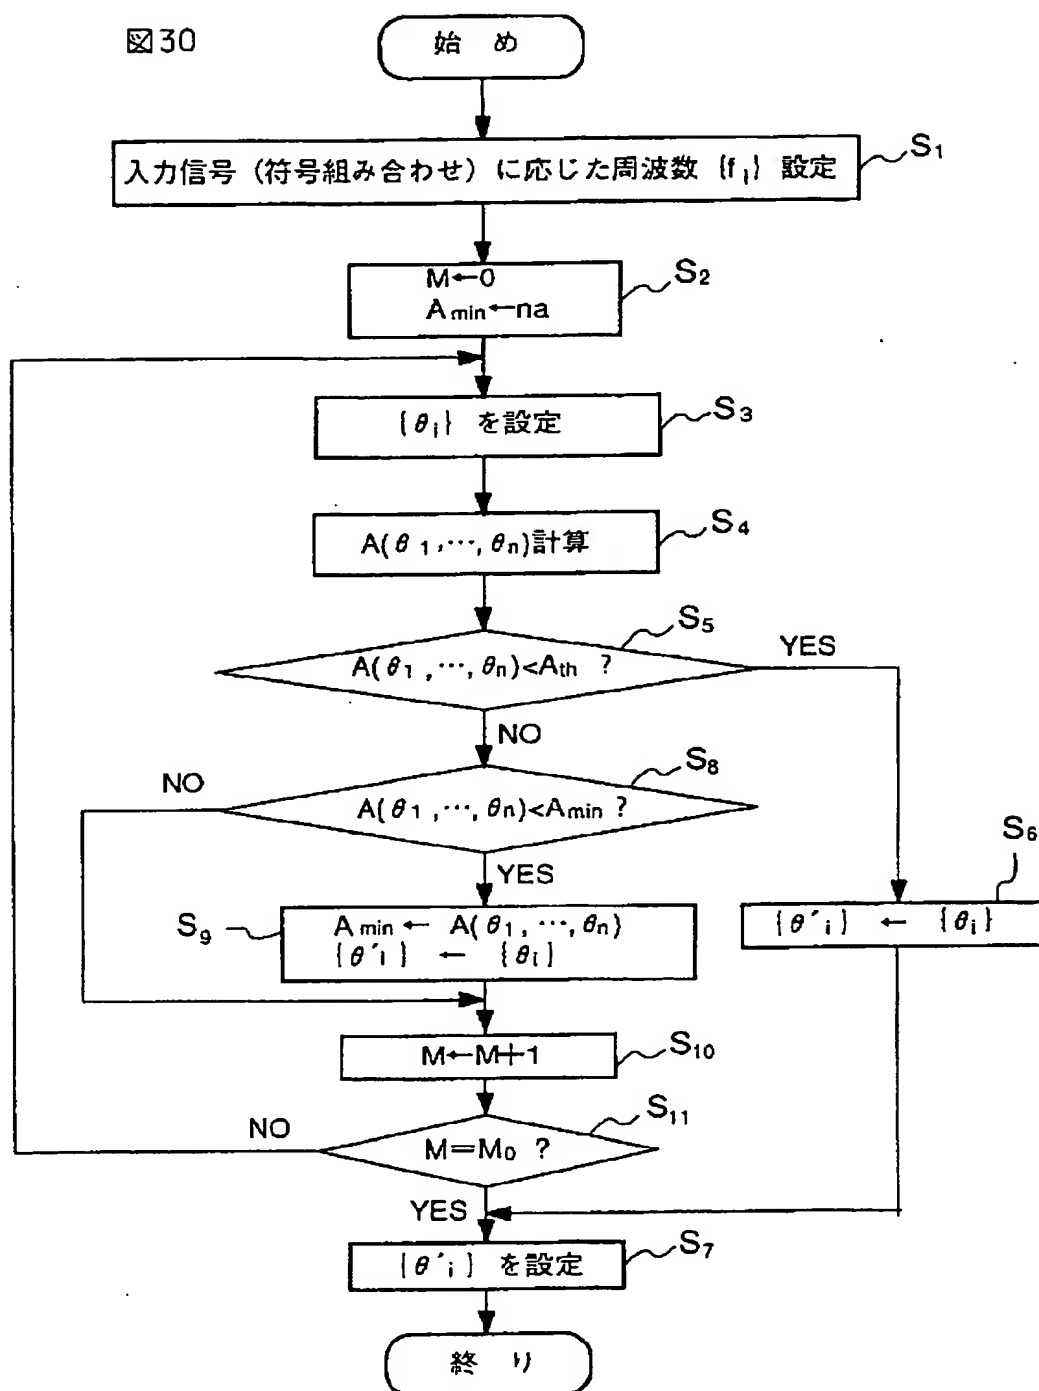 図30
始 め
入力信号（符号組み合わせ）に応じた周波数 {fi} 設定
S1
M←0
Amin←na
S2
{θi} を設定
S3
A(θ1,…,θn)計算
S4
A(θ1,…,θn)<Ath ?
S5
YES
NO
A(θ1,…,θn)<Amin ?
S8
NO
YES
Amin ← A(θ1,…,θn)
{θ'i} ← {θi}
S9
{θ'i} ← {θi}
S6
M←M+1
S10
M=M0 ?
S11
NO
YES
{θ'i} を設定
S7
終 り